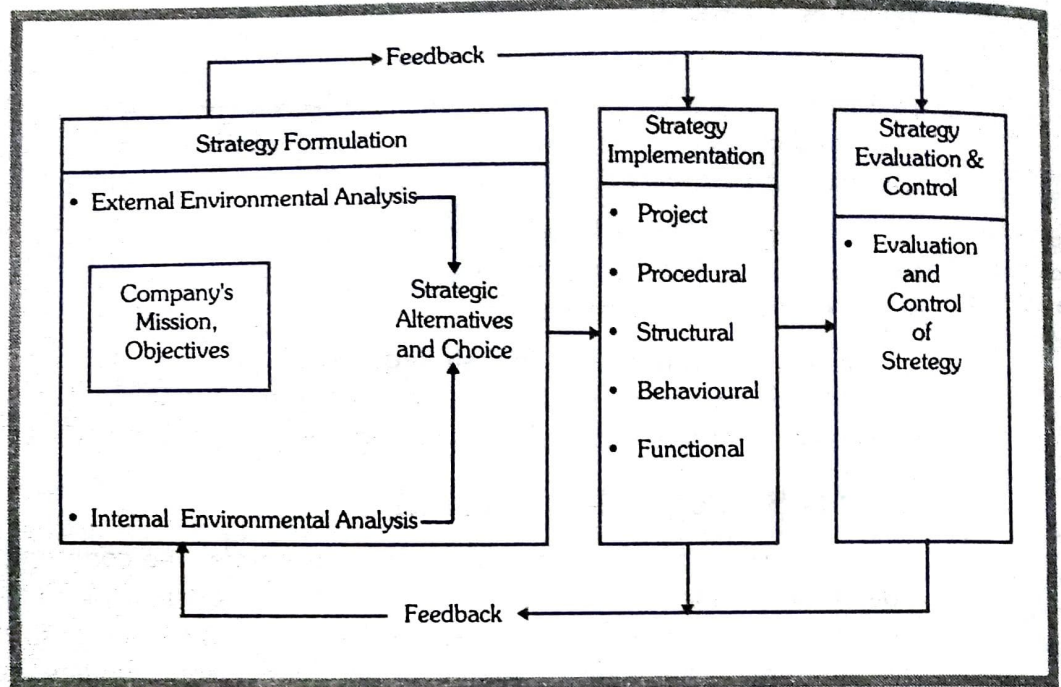 Feedback
Strategy Formulation
• External Environmental Analysis
Company's
Mission,
Objectives
Strategic
Alternatives
and Choice
• Internal Environmental Analysis
Strategy
Implementation
• Project
• Procedural
• Structural
• Behavioural
• Functional
Strategy
Evaluation &
Control
• Evaluation
and
Control
of
Stretegy
Feedback